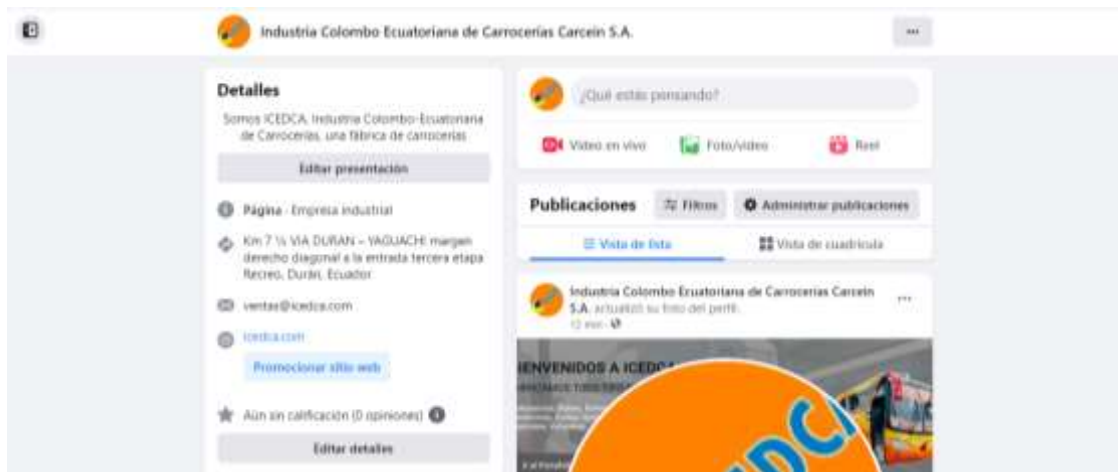 Industria Colombo Ecuatoriana de Carrocerías Carcein S.A.
Detalles
Somos ICEDCA, Industria Colombo-Ecuatoriana
de Carrocerías, una fábrica de carrocerías
Editar presentación
Página · Empresa industrial
Km 7 ½ VIA DURAN – YAGUACHI margen
derecho diagonal a la entrada tercera etapa
Recreo, Durán, Ecuador
ventas@icedca.com
icedca.com
Promocionar sitio web
Aún sin calificación (0 opiniones)
Editar detalles
¿Qué estás pensando?
Video en vivo
Foto/video
Reel
Publicaciones
Filtros
Administrar publicaciones
Vista de lista
Vista de cuadrícula
Industria Colombo Ecuatoriana de Carrocerías Carcein
S.A. actualizó su foto del perfil.
12 min ·
IENVENIDOS A ICEDCA